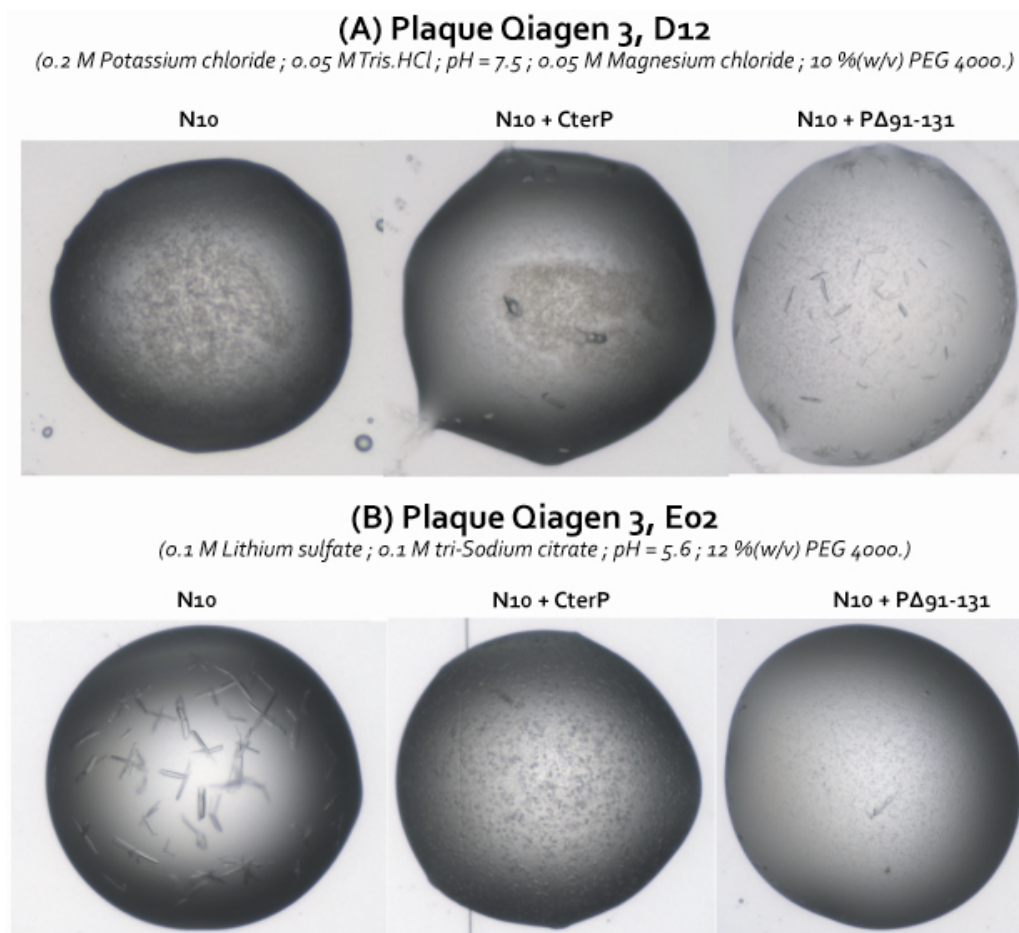 (A) Plaque Qiagen 3, D12
(0.2 M Potassium chloride ; 0.05 M Tris.HCl ; pH = 7.5 ; 0.05 M Magnesium chloride ; 10 %(w/v) PEG 4000.)
N10 N10 + CterP N10 + PΔ91-131
(B) Plaque Qiagen 3, E02
(0.1 M Lithium sulfate ; 0.1 M tri-Sodium citrate ; pH = 5.6 ; 12 %(w/v) PEG 4000.)
N10 N10 + CterP N10 + PΔ91-131